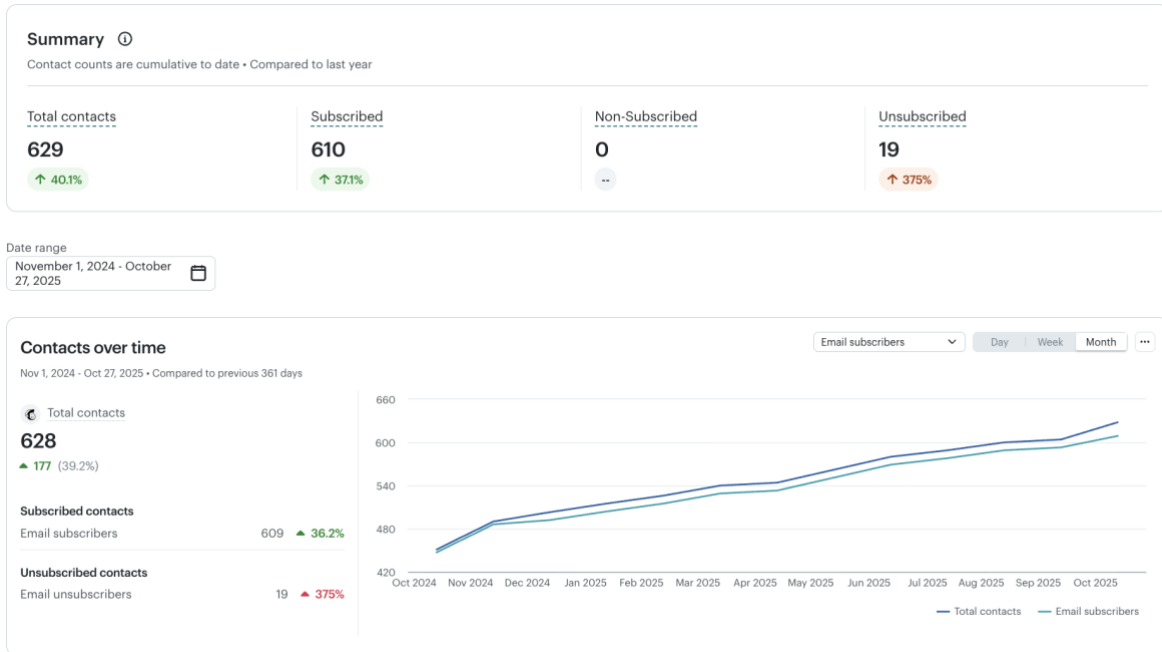 Summary
Contact counts are cumulative to date • Compared to last year
Total contacts
629
↑ 40.1%
Subscribed
610
↑ 37.1%
Non-Subscribed
0
--
Unsubscribed
19
↑ 375%
Date range
November 1, 2024 - October
27, 2025
Contacts over time
Nov 1, 2024 - Oct 27, 2025 • Compared to previous 361 days
Email subscribers
Day Week Month
Total contacts
628
177 (39.2%)
Subscribed contacts
Email subscribers 609 36.2%
Unsubscribed contacts
Email unsubscribers 19 375%
660
600
540
480
420
Oct 2024 Nov 2024 Dec 2024 Jan 2025 Feb 2025 Mar 2025 Apr 2025 May 2025 Jun 2025 Jul 2025 Aug 2025 Sep 2025 Oct 2025
Total contacts Email subscribers